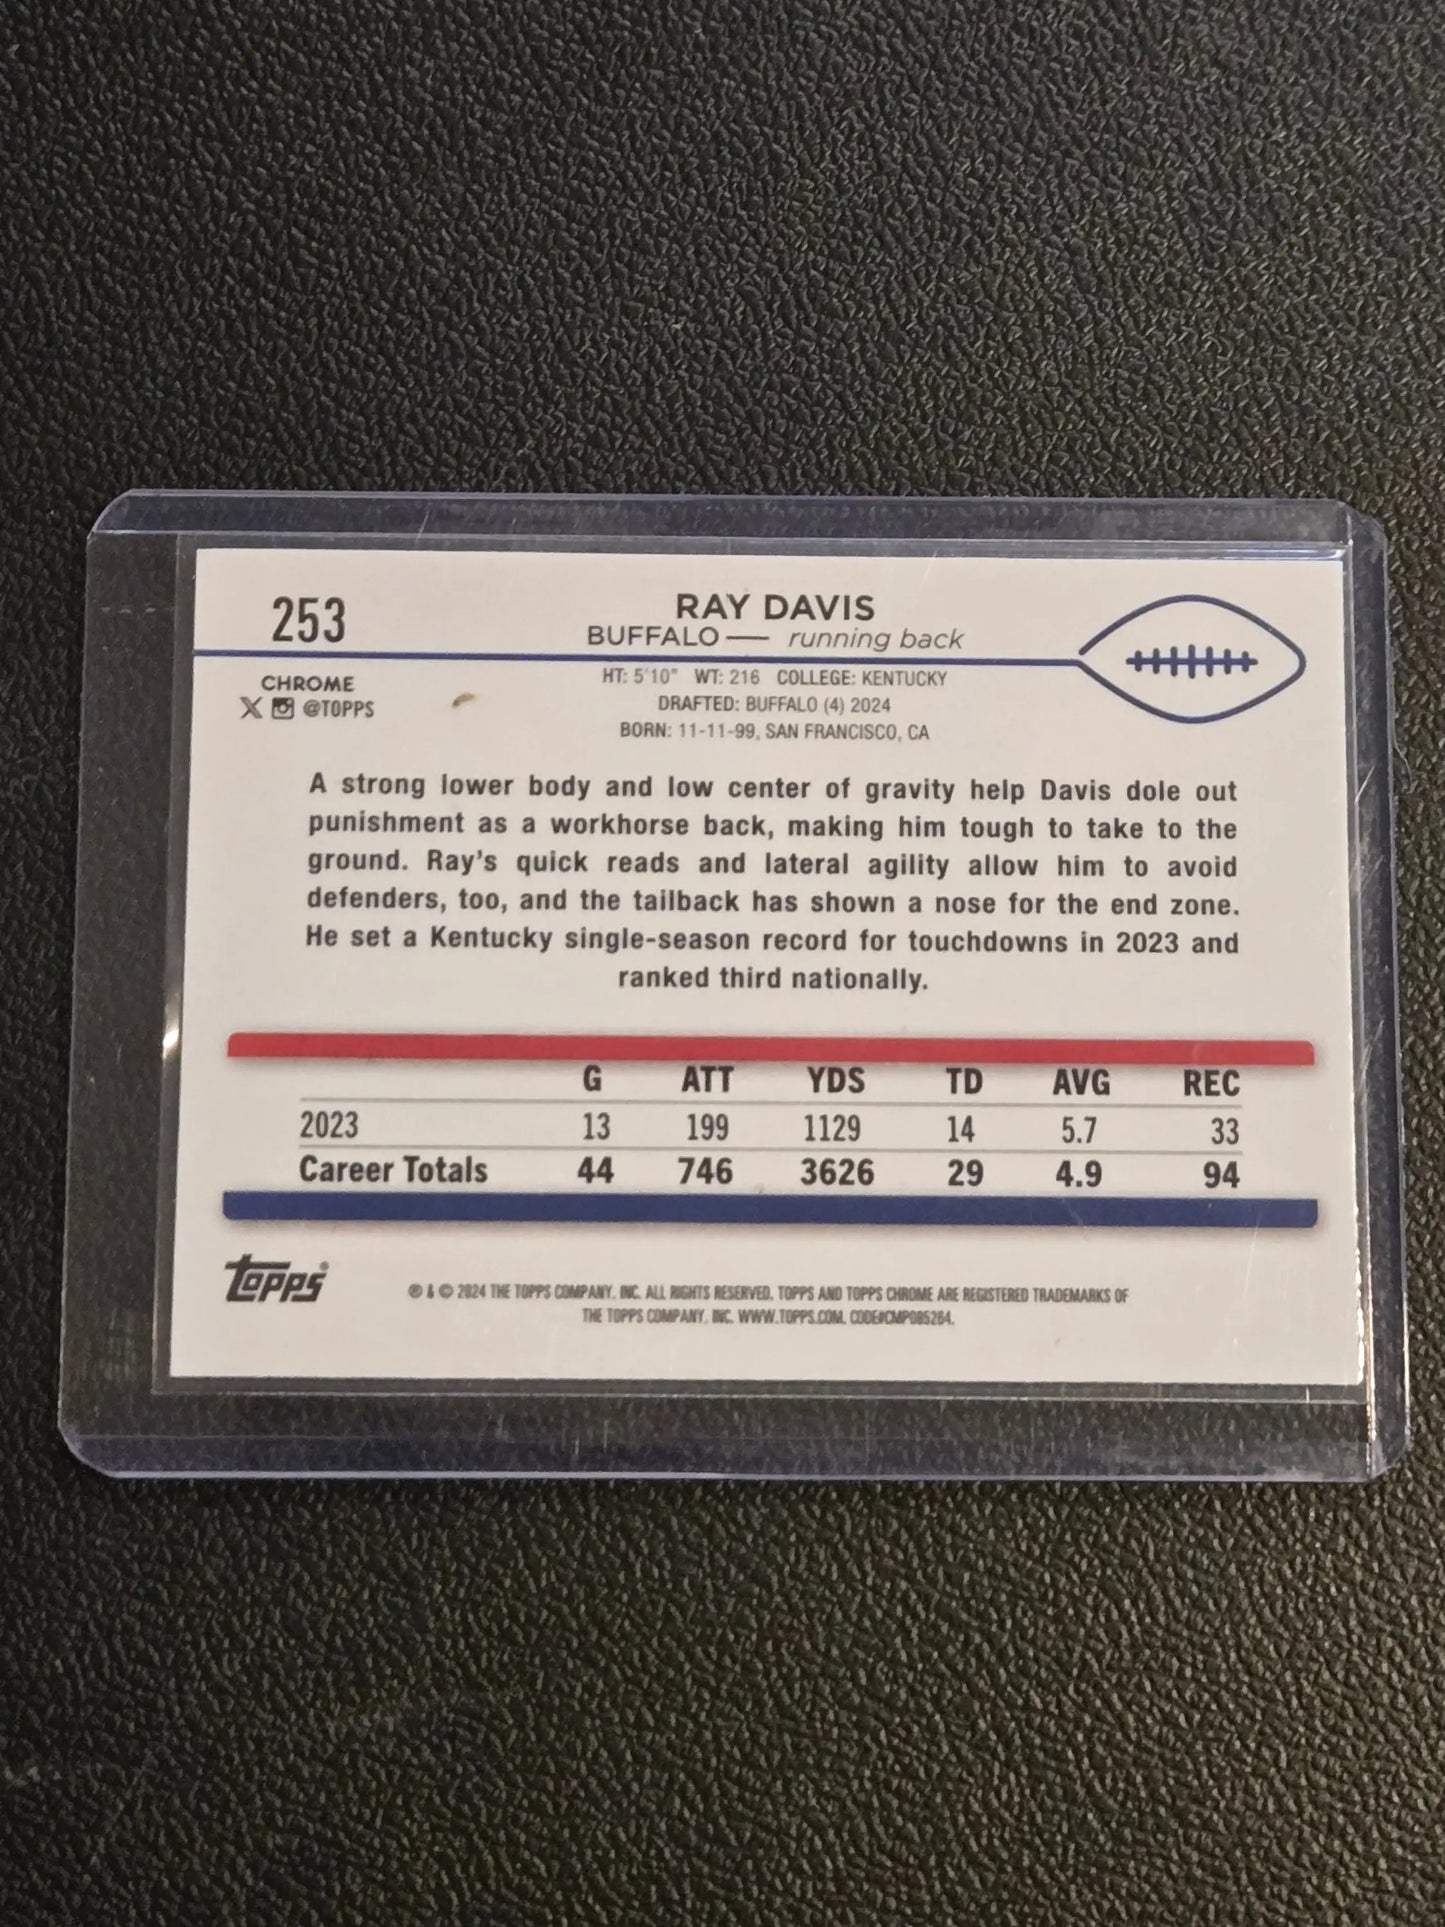 253
RAY DAVIS
BUFFALO — running back
CHROME
@TOPPS
HT: 5'10" WT: 216 COLLEGE: KENTUCKY
DRAFTED: BUFFALO (4) 2024
BORN: 11-11-99, SAN FRANCISCO, CA
A strong lower body and low center of gravity help Davis dole out
punishment as a workhorse back, making him tough to take to the
ground. Ray's quick reads and lateral agility allow him to avoid
defenders, too, and the tailback has shown a nose for the end zone.
He set a Kentucky single-season record for touchdowns in 2023 and
ranked third nationally.
G ATT YDS TD AVG REC
2023 13 199 1129 14 5.7 33
Career Totals 44 746 3626 29 4.9 94
Topps®
® & © 2024 THE TOPPS COMPANY, INC. ALL RIGHTS RESERVED. TOPPS AND TOPPS CHROME ARE REGISTERED TRADEMARKS OF
THE TOPPS COMPANY, INC. WWW.TOPPS.COM. CODE#CMP085264.